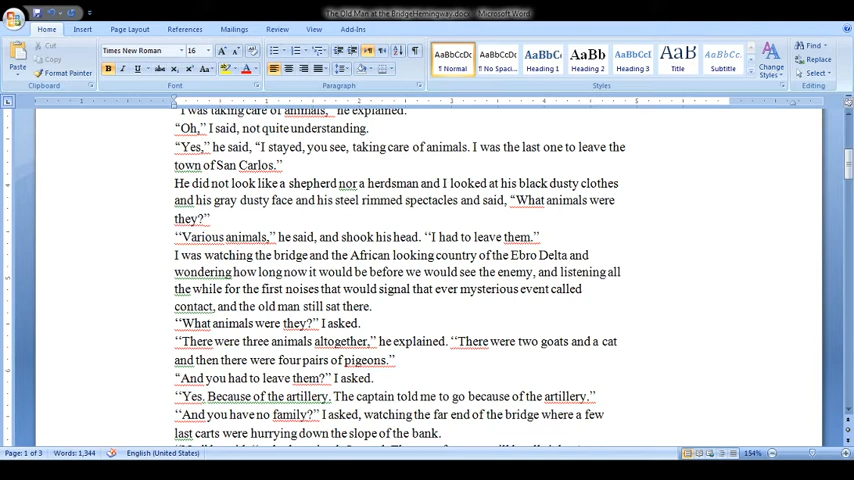 The Old Man at the BridgeHemingway.docx - Microsoft Word
Home Insert Page Layout References Mailings Review View Add-Ins
Paste
Cut
Copy
Format Painter
Clipboard
Times New Roman 16
Font
Paragraph
AaBbCcDc AaBbCcDc AaBbC AaBb AaBbCcI AaB AaBbCc.
¶ Normal ¶ No Spaci... Heading 1 Heading 2 Heading 3 Title Subtitle
Change Styles
Styles
Find
Replace
Select
Editing
"I was taking care of animals," he explained.
“Oh,” I said, not quite understanding.
“Yes,” he said, “I stayed, you see, taking care of animals. I was the last one to leave the
town of San Carlos.”
He did not look like a shepherd nor a herdsman and I looked at his black dusty clothes
and his gray dusty face and his steel rimmed spectacles and said, “What animals were
they?”
‘‘Various animals,” he said, and shook his head. ‘‘I had to leave them.”
I was watching the bridge and the African looking country of the Ebro Delta and
wondering how long now it would be before we would see the enemy, and listening all
the while for the first noises that would signal that ever mysterious event called
contact, and the old man still sat there.
‘‘What animals were they?” I asked.
‘‘There were three animals altogether,” he explained. ‘‘There were two goats and a cat
and then there were four pairs of pigeons.”
“And you had to leave them?” I asked.
‘‘Yes. Because of the artillery. The captain told me to go because of the artillery.”
‘‘And you have no family?” I asked, watching the far end of the bridge where a few
last carts were hurrying down the slope of the bank.
Page: 1 of 3 Words: 1,344 English (United States) 154%